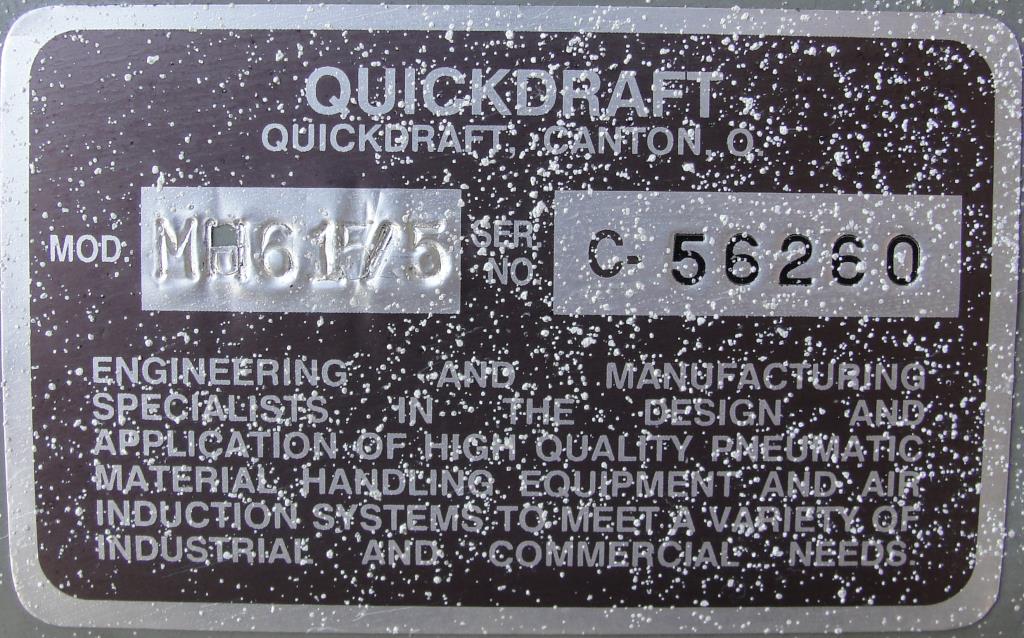 QUICKDRAFT
QUICKDRAFT, CANTON, O.
MOD.
SER. NO.
C-56260
ENGINEERING AND MANUFACTURING
SPECIALISTS IN THE DESIGN AND
APPLICATION OF HIGH QUALITY PNEUMATIC
MATERIAL HANDLING EQUIPMENT AND AIR
INDUCTION SYSTEMS TO MEET A VARIETY OF
INDUSTRIAL AND COMMERCIAL NEEDS.